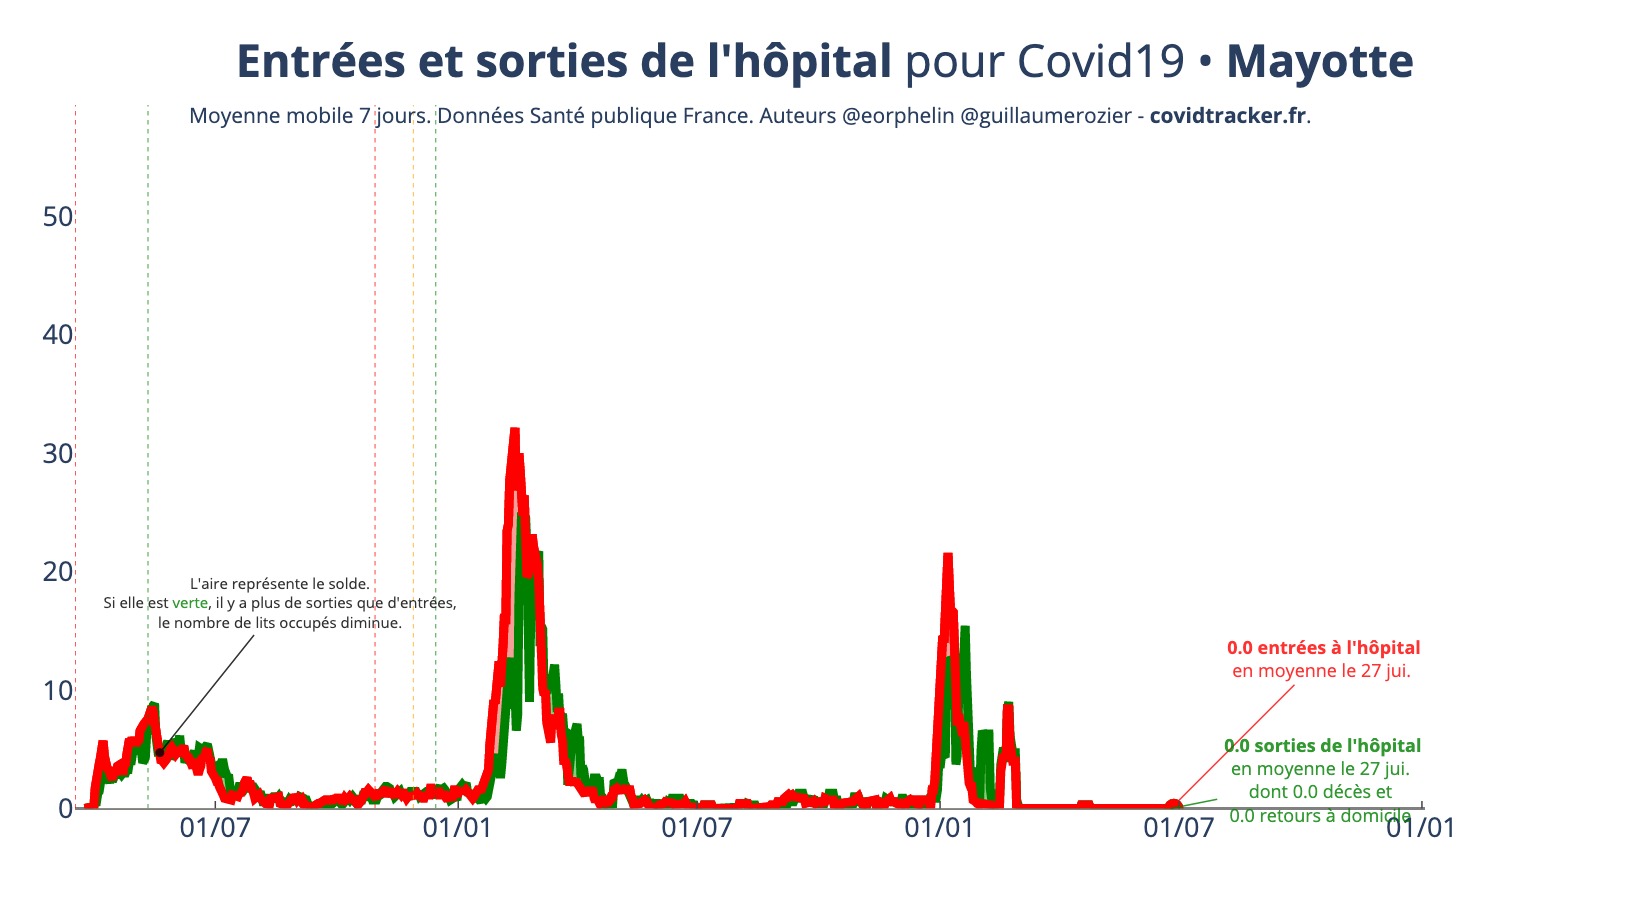 Entrées et sorties de l'hôpital pour Covid19 • Mayotte
Moyenne mobile 7 jours. Données Santé publique France. Auteurs @eorphelin @guillaumerozier - covidtracker.fr.
50
40
30
20
10
0
L'aire représente le solde.
Si elle est verte, il y a plus de sorties que d'entrées,
le nombre de lits occupés diminue.
0.0 entrées à l'hôpital
en moyenne le 27 jui.
0.0 sorties de l'hôpital
en moyenne le 27 jui.
dont 0.0 décès et
0.0 retours à domicile
01/07
01/01
01/07
01/01
01/07
01/01